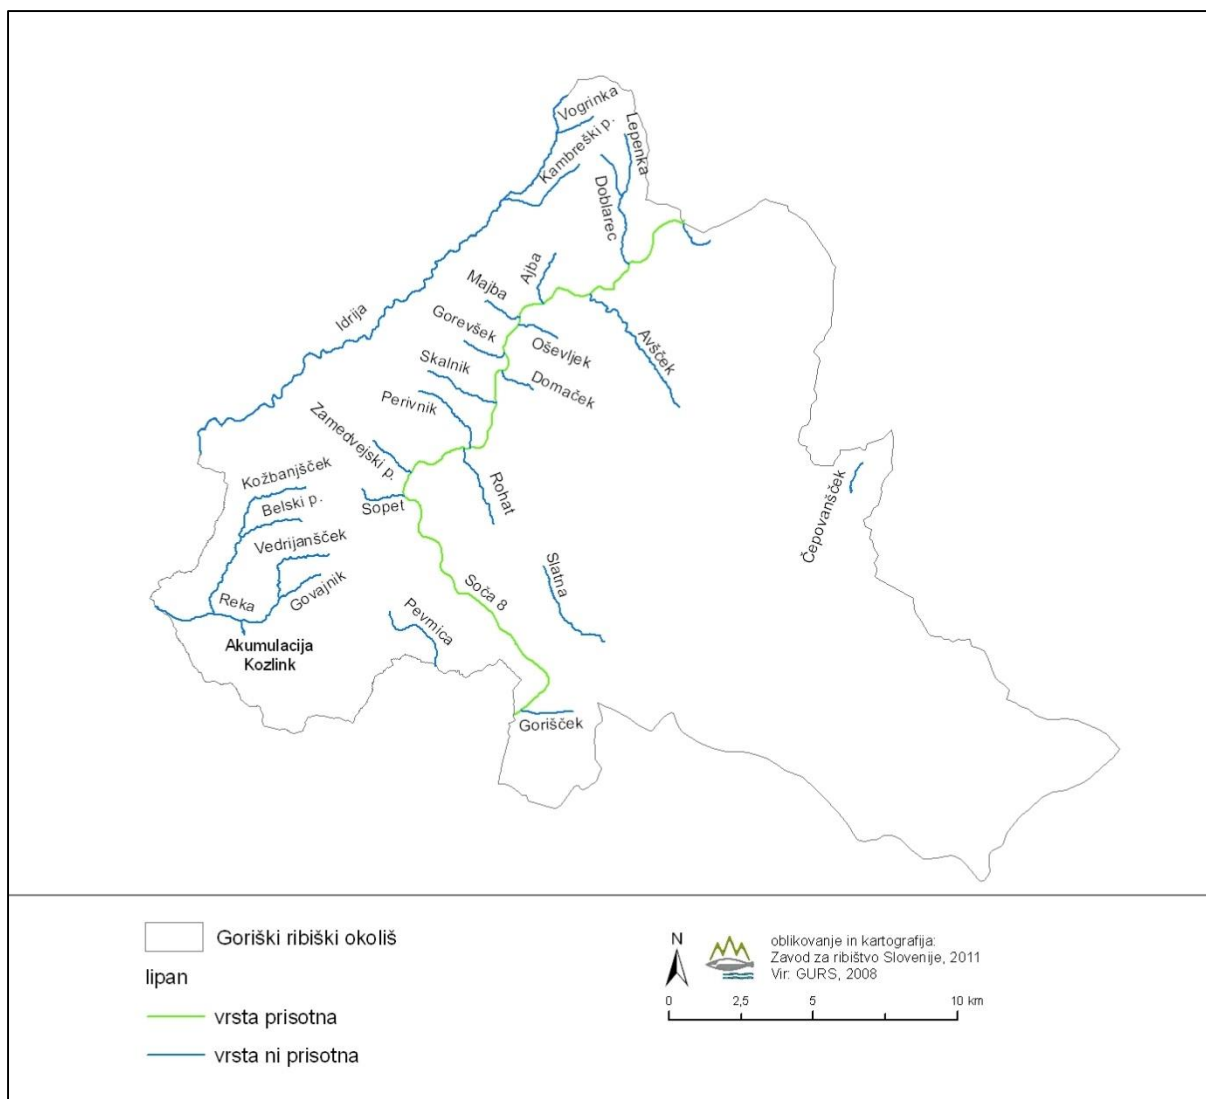 Vogrinka
Kambreški p.
Lepenka
Doblarec
Ajba
Majba
Idrija
Gorevšek
Oševljek
Avšček
Skalnik
Domaček
Perivnik
Zamedvejski p.
Kožbanjšček
Rohat
Belski p.
Sopet
Čepovanšček
Vedrijanšček
Slatna
Soča 8
Govajnik
Reka
Pevmica
Akumulacija
Kozlink
Gorišček
Goriški ribiški okoliš
lipan
vrsta prisotna
vrsta ni prisotna
N
oblikovanje in kartografija:
Zavod za ribištvo Slovenije, 2011
Vir: GURS, 2008
0 2,5 5 10 km